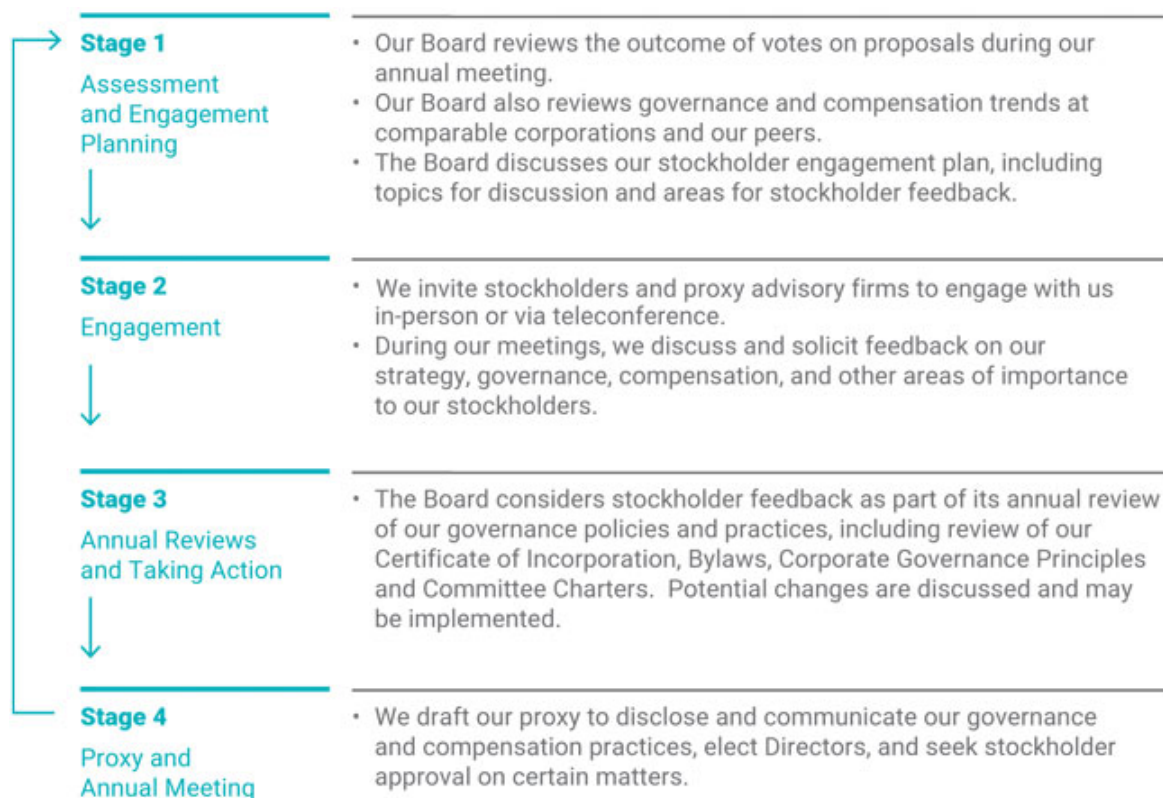 Stage 1
Assessment
and Engagement
Planning
• Our Board reviews the outcome of votes on proposals during our
annual meeting.
• Our Board also reviews governance and compensation trends at
comparable corporations and our peers.
• The Board discusses our stockholder engagement plan, including
topics for discussion and areas for stockholder feedback.
Stage 2
Engagement
• We invite stockholders and proxy advisory firms to engage with us
in-person or via teleconference.
• During our meetings, we discuss and solicit feedback on our
strategy, governance, compensation, and other areas of importance
to our stockholders.
Stage 3
Annual Reviews
and Taking Action
• The Board considers stockholder feedback as part of its annual review
of our governance policies and practices, including review of our
Certificate of Incorporation, Bylaws, Corporate Governance Principles
and Committee Charters.  Potential changes are discussed and may
be implemented.
Stage 4
Proxy and
Annual Meeting
• We draft our proxy to disclose and communicate our governance
and compensation practices, elect Directors, and seek stockholder
approval on certain matters.